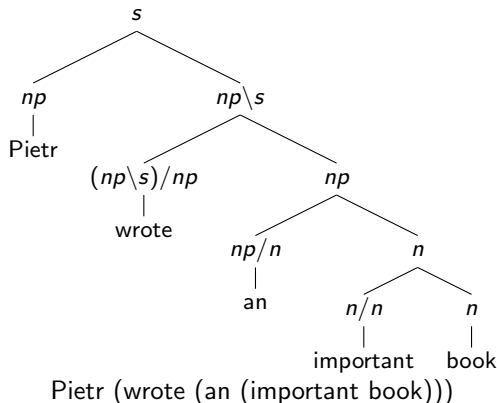 s
np np\s
Pietr
(np\s)/np np
wrote
np/n n
an
n/n n
important book
Pietr (wrote (an (important book)))